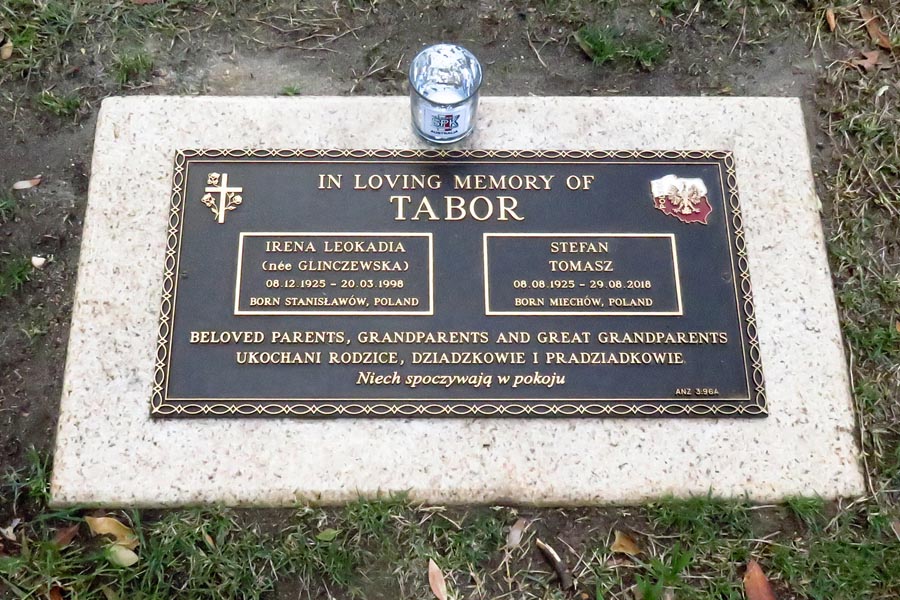 SPK
AUSTRALIA
IN LOVING MEMORY OF
TABOR
IRENA LEOKADIA
(née GLINCZEWSKA)
08.12.1925 – 20.03.1998
BORN STANISŁAWÓW, POLAND
STEFAN
TOMASZ
08.08.1925 – 29.08.2018
BORN MIECHÓW, POLAND
BELOVED PARENTS, GRANDPARENTS AND GREAT GRANDPARENTS
UKOCHANI RODZICE, DZIADZKOWIE I PRADZIADKOWIE
Niech spoczywają w pokoju
ANZ 3:96A